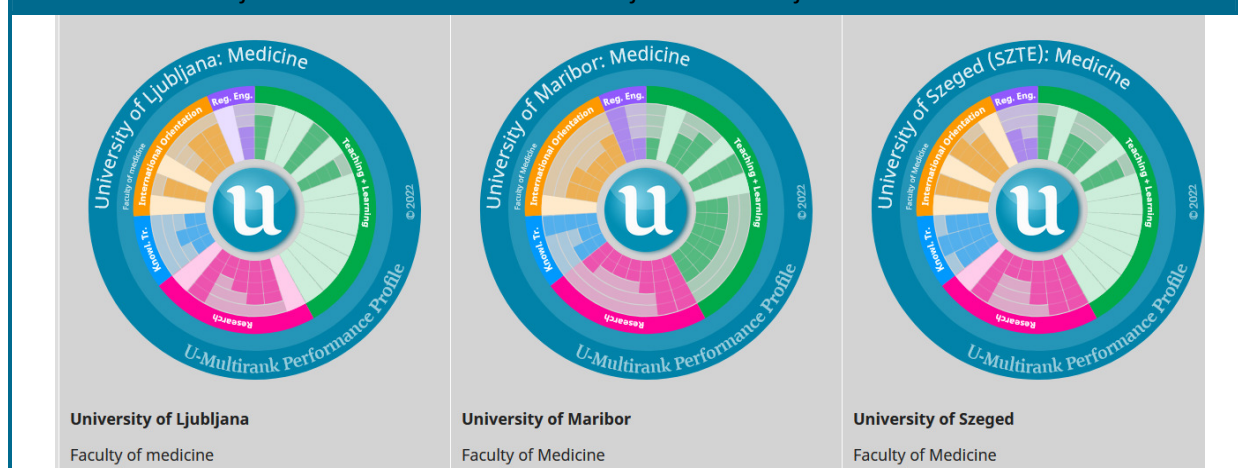 University of Ljubljana: Medicine
Faculty of medicine
Reg. Eng.
Teaching + Learning
International Orientation
Knowl. Tr.
Research
© 2022
U-Multirank Performance Profile
u
University of Maribor: Medicine
Faculty of Medicine
Reg. Eng.
Teaching + Learning
International Orientation
Knowl. Tr.
Research
© 2022
U-Multirank Performance Profile
u
University of Szeged (SZTE): Medicine
Faculty of Medicine
Reg. Eng.
Teaching + Learning
International Orientation
Knowl. Tr.
Research
© 2022
U-Multirank Performance Profile
u
University of Ljubljana
Faculty of medicine
University of Maribor
Faculty of Medicine
University of Szeged
Faculty of Medicine